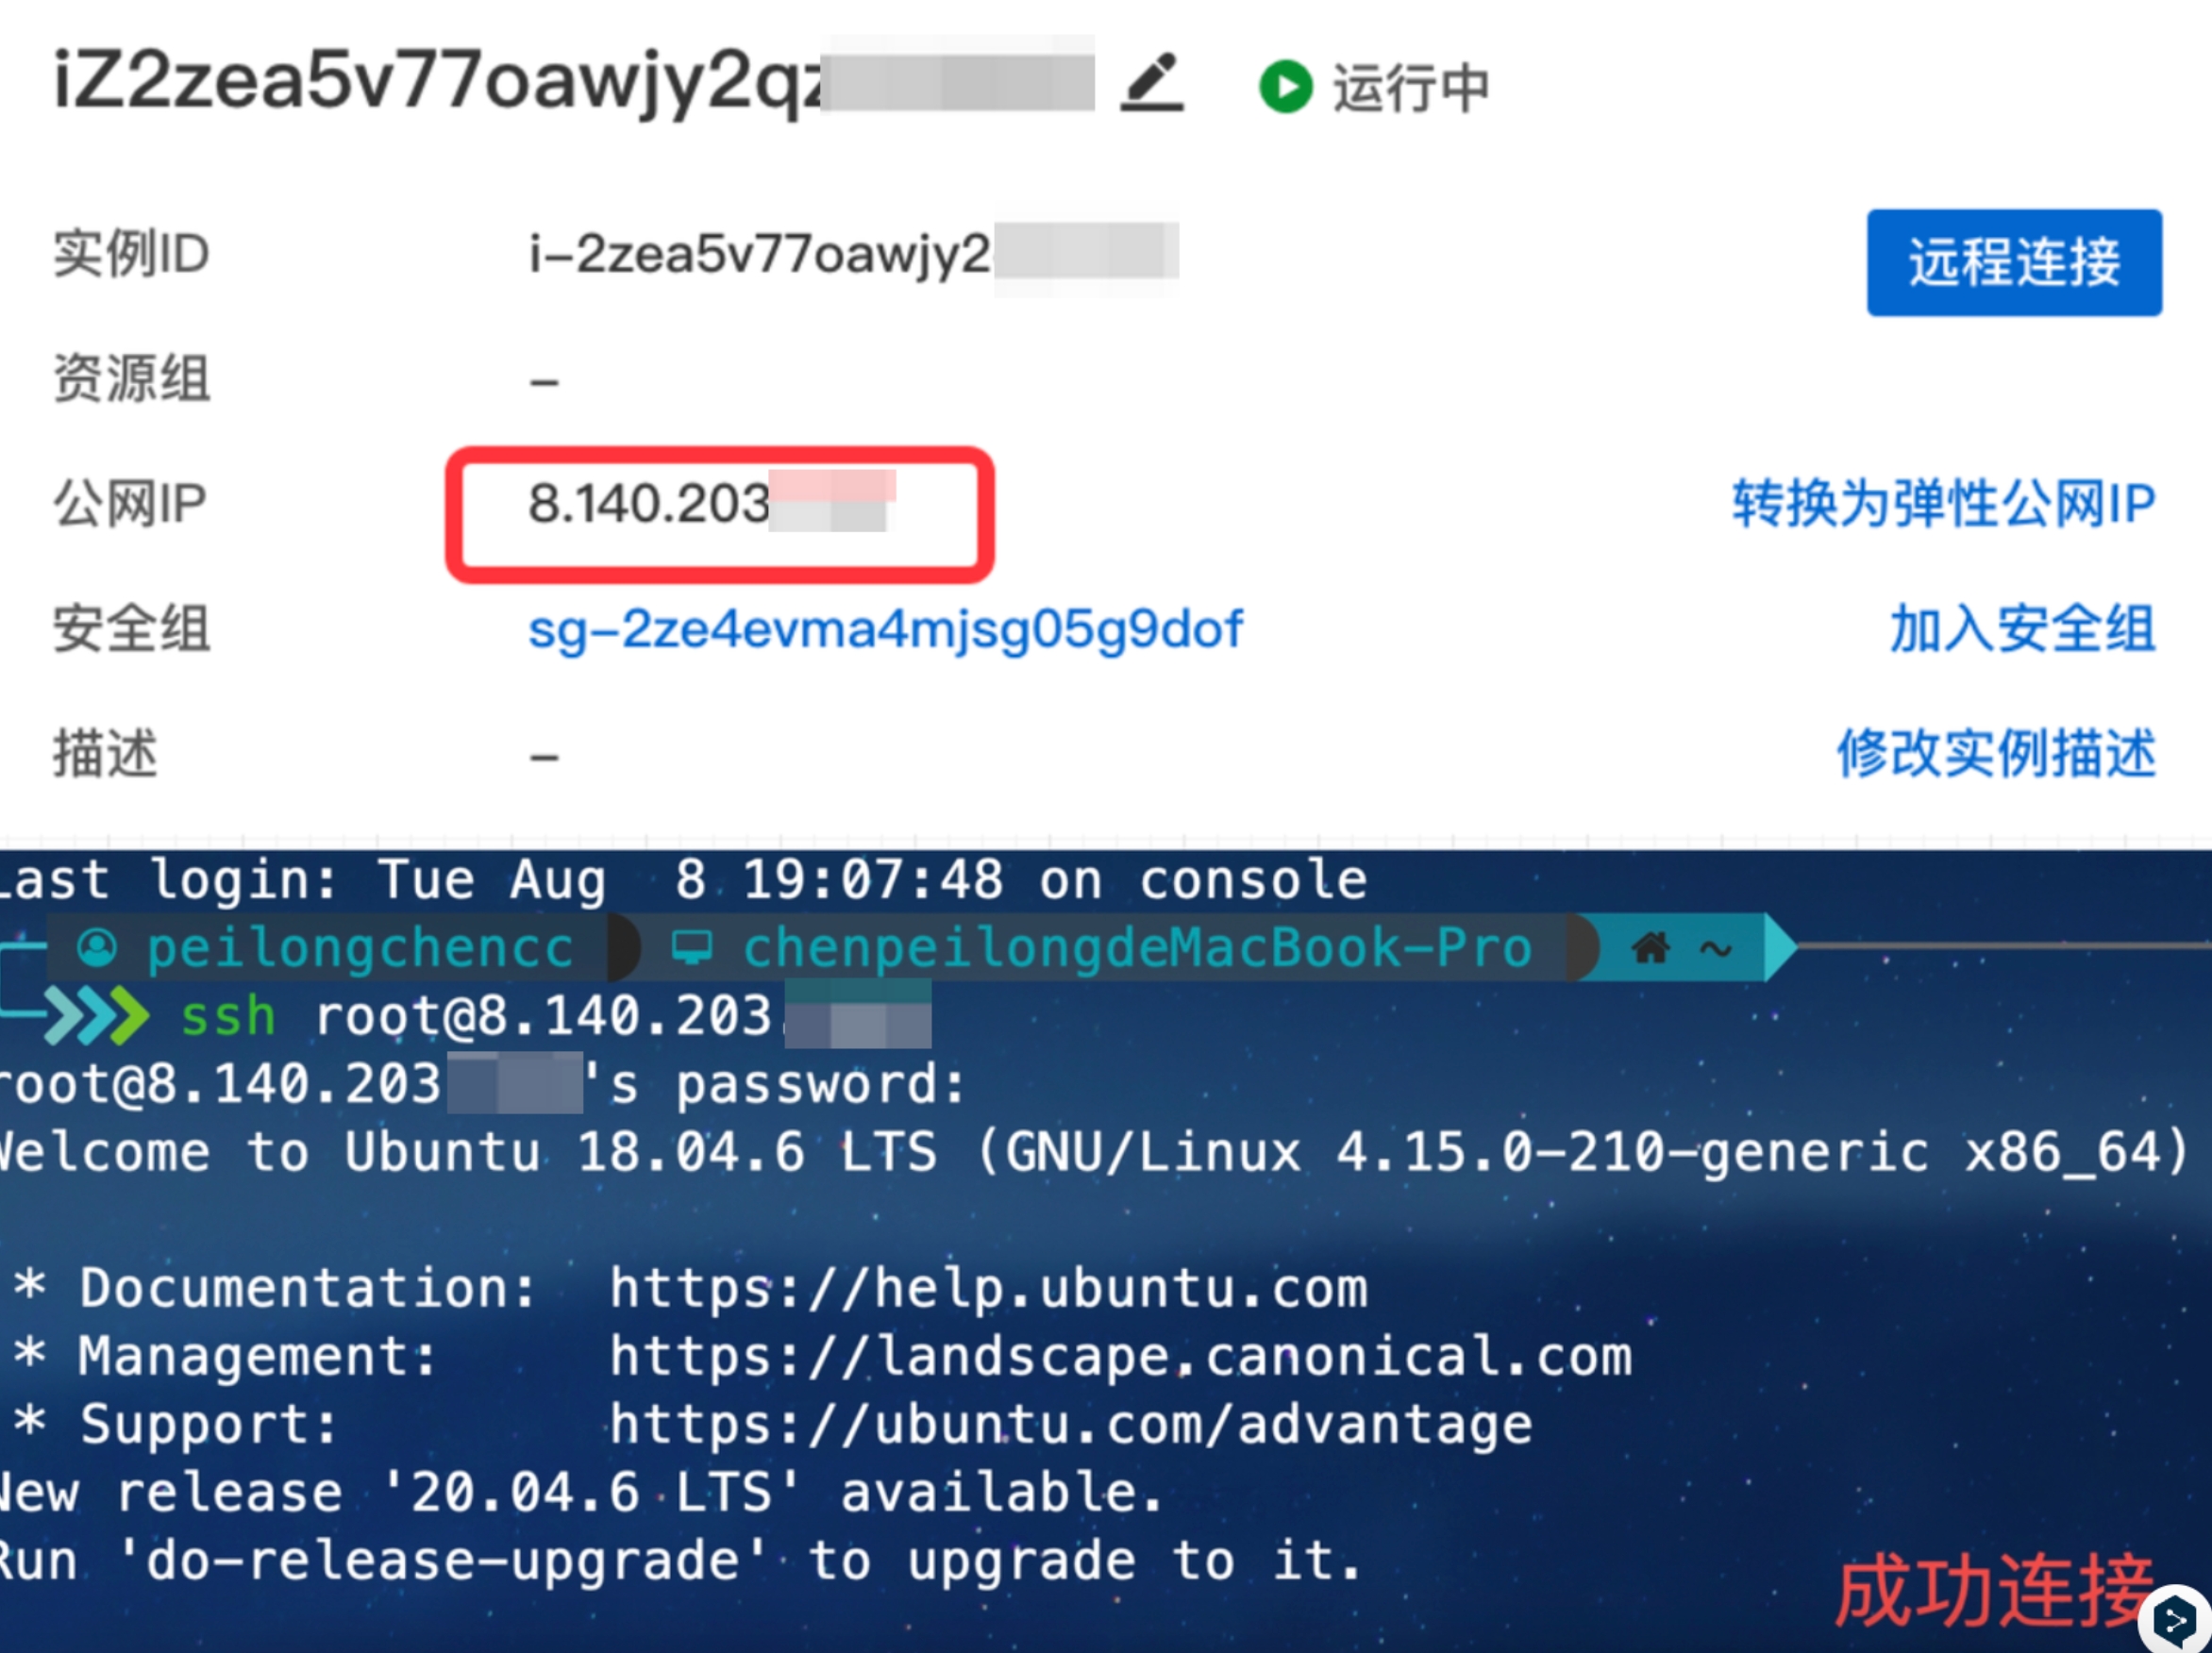 iZ2zea5v77oawjy2qz 运行中
实例ID i-2zea5v77oawjy2 远程连接
资源组 -
公网IP 8.140.203 转换为弹性公网IP
安全组 sg-2ze4evma4mjsg05g9dof 加入安全组
描述 - 修改实例描述
Last login: Tue Aug  8 19:07:48 on console
peilongchencc chenpeilongdeMacBook-Pro ~
ssh root@8.140.203.
root@8.140.203 's password:
Welcome to Ubuntu 18.04.6 LTS (GNU/Linux 4.15.0-210-generic x86_64)
* Documentation:  https://help.ubuntu.com
* Management:     https://landscape.canonical.com
* Support:        https://ubuntu.com/advantage
New release '20.04.6 LTS' available.
Run 'do-release-upgrade' to upgrade to it.
成功连接